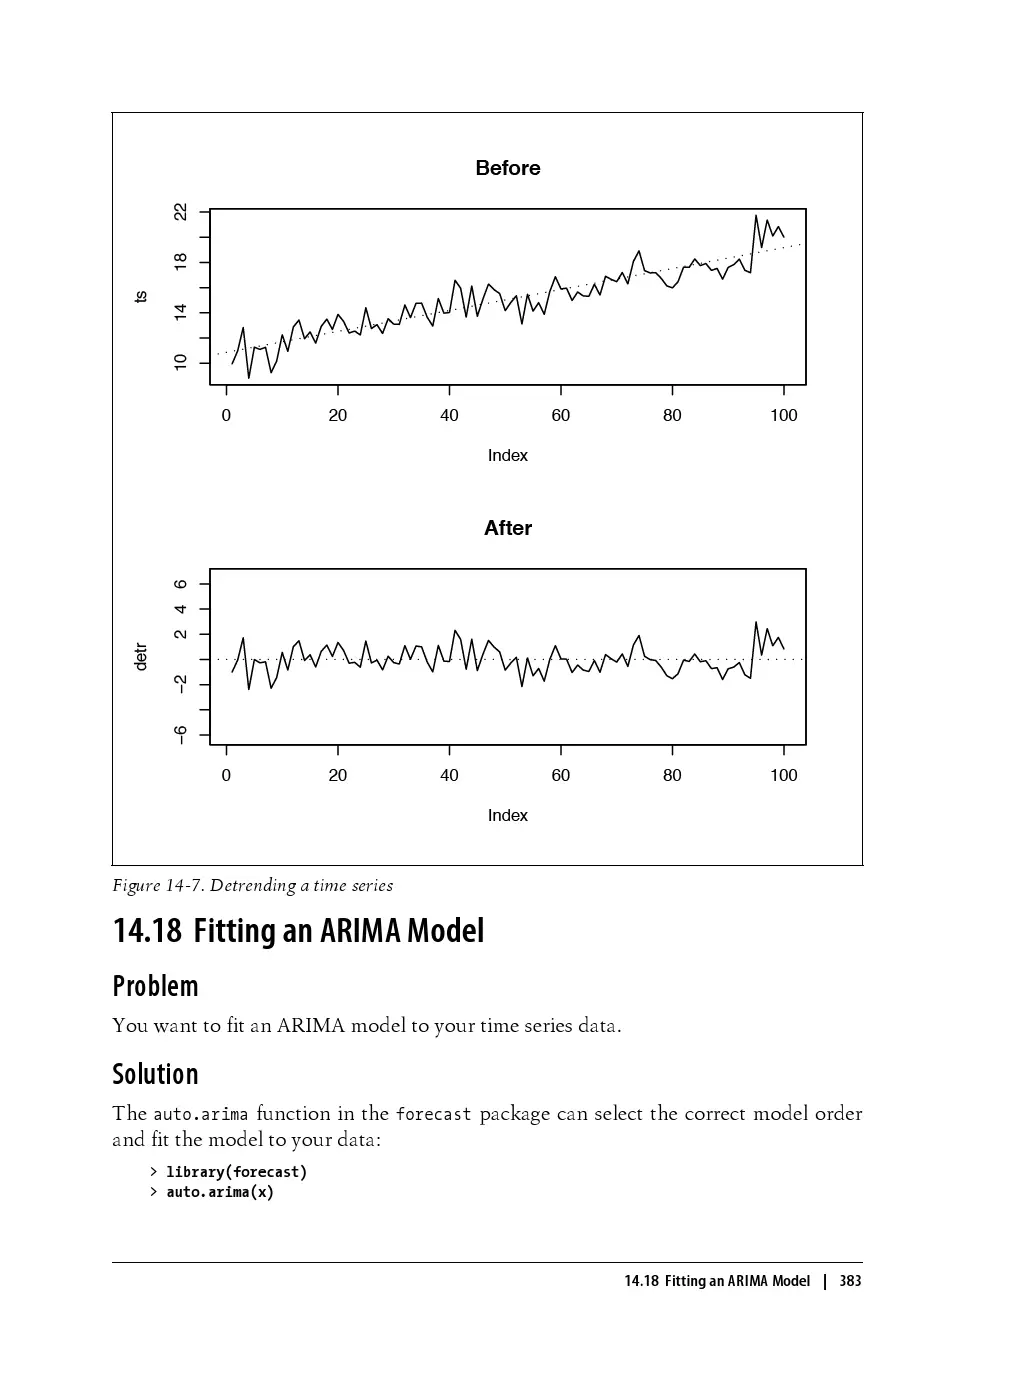 Before
22
18
14
10
ts
0 20 40 60 80 100
Index
After
6
4
2
−2
−6
detr
0 20 40 60 80 100
Index
Figure 14-7. Detrending a time series
14.18 Fitting an ARIMA Model
Problem
You want to fit an ARIMA model to your time series data.
Solution
The auto.arima function in the forecast package can select the correct model order
and fit the model to your data:
> library(forecast)
> auto.arima(x)
14.18 Fitting an ARIMA Model | 383